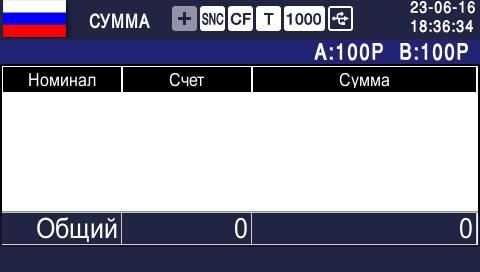 СУММА + SNC CF T 1000 23-06-16
18:36:34
A:100P B:100P
Номинал Счет Сумма
Общий 0 0